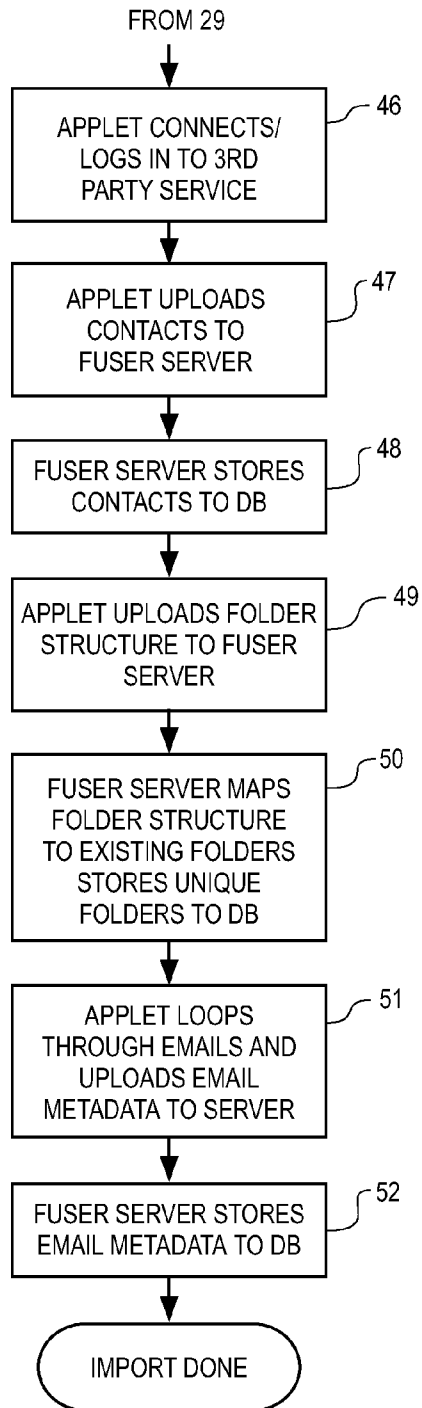 FROM 29
APPLET CONNECTS/
LOGS IN TO 3RD
PARTY SERVICE
46
APPLET UPLOADS
CONTACTS TO
FUSER SERVER
47
FUSER SERVER STORES
CONTACTS TO DB
48
APPLET UPLOADS FOLDER
STRUCTURE TO FUSER
SERVER
49
FUSER SERVER MAPS
FOLDER STRUCTURE
TO EXISTING FOLDERS
STORES UNIQUE
FOLDERS TO DB
50
APPLET LOOPS
THROUGH EMAILS AND
UPLOADS EMAIL
METADATA TO SERVER
51
FUSER SERVER STORES
EMAIL METADATA TO DB
52
IMPORT DONE